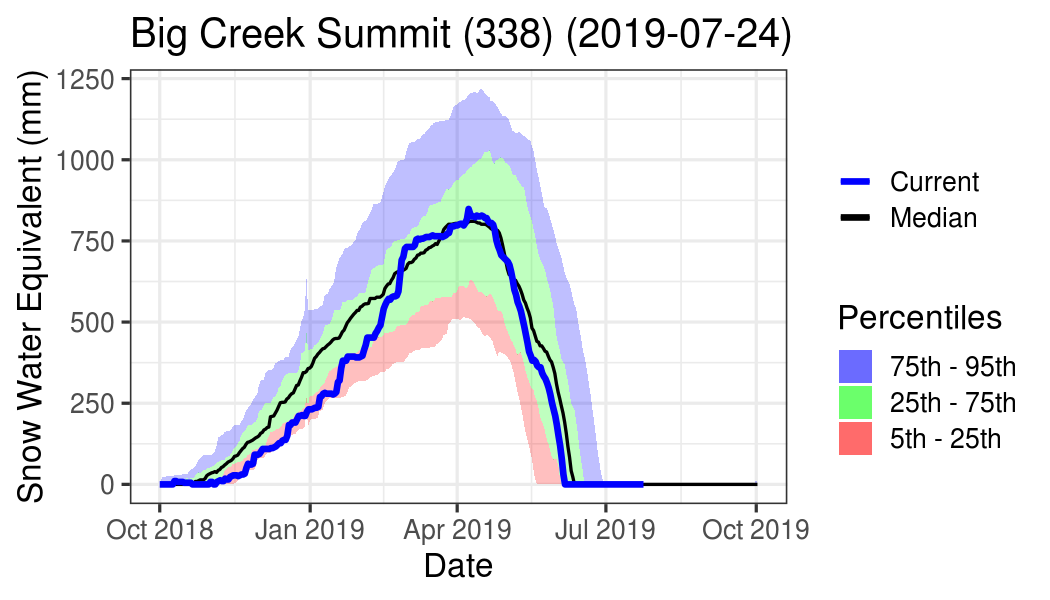 Big Creek Summit (338) (2019-07-24)
Snow Water Equivalent (mm)
1250
1000
750
500
250
0
Oct 2018
Jan 2019
Apr 2019
Jul 2019
Oct 2019
Date
Current
Median
Percentiles
75th - 95th
25th - 75th
5th - 25th